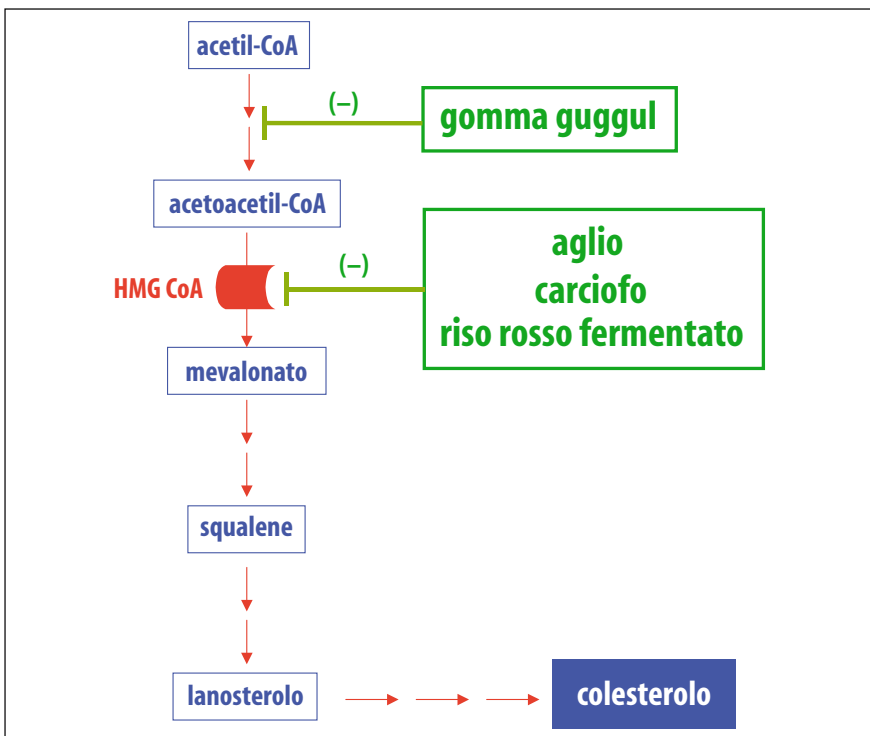 acetil-CoA
(–)
gomma guggul
acetoacetil-CoA
HMG CoA
(–)
aglio
carciofo
riso rosso fermentato
mevalonato
squalene
lanosterolo
colesterolo